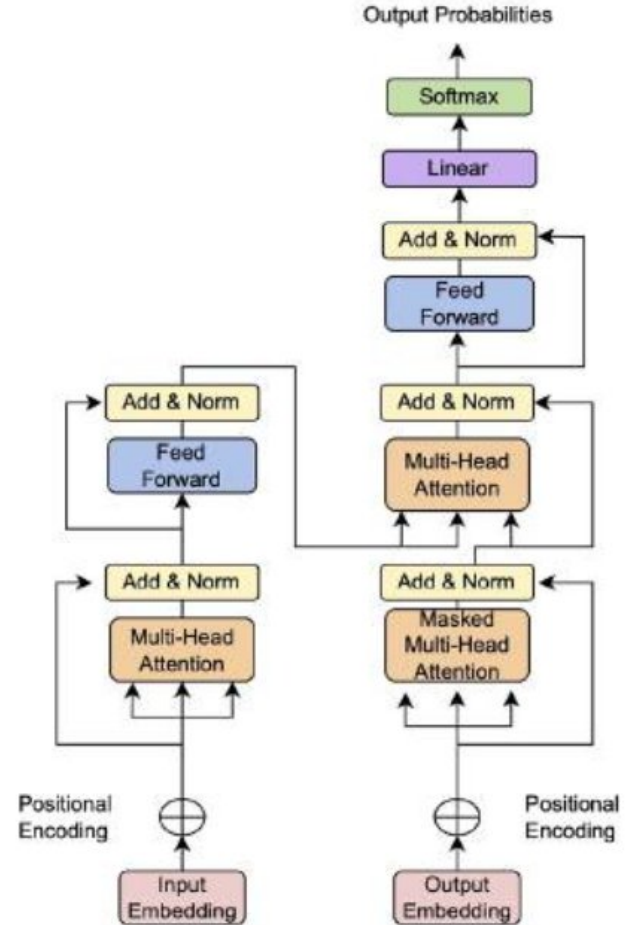 Output Probabilities
Softmax
Linear
Add & Norm
Feed
Forward
Add & Norm
Multi-Head
Attention
Add & Norm
Masked
Multi-Head
Attention
Add & Norm
Feed
Forward
Add & Norm
Multi-Head
Attention
Positional
Encoding
Positional
Encoding
Input
Embedding
Output
Embedding